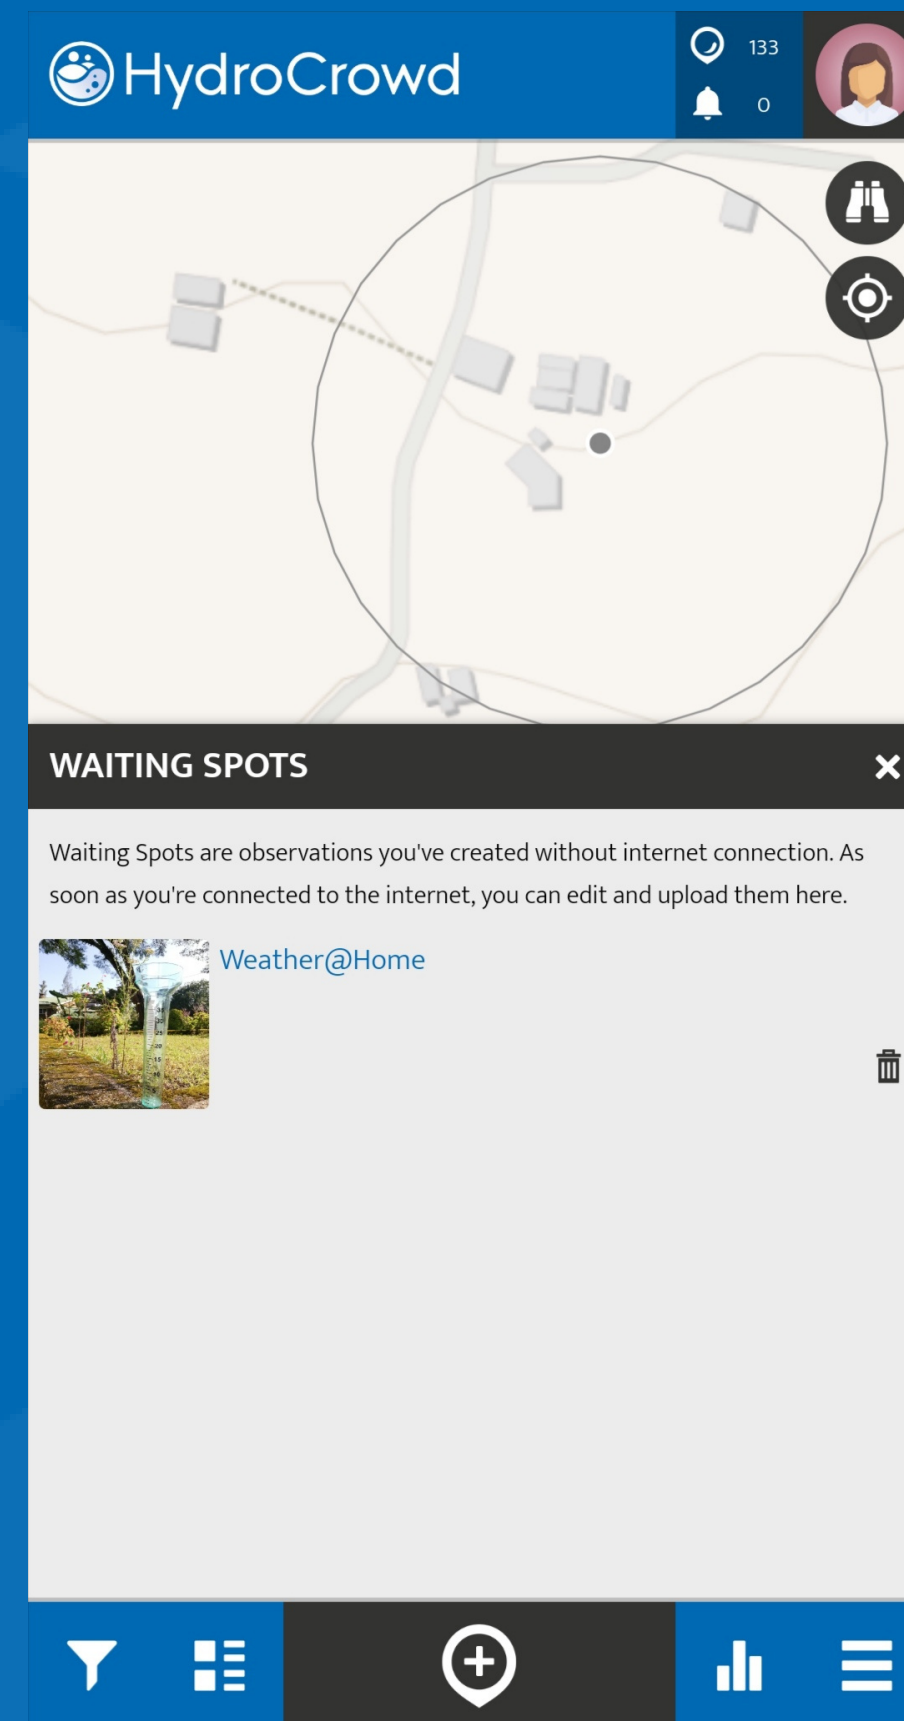 HydroCrowd
133
0
WAITING SPOTS
Waiting Spots are observations you've created without internet connection. As
soon as you're connected to the internet, you can edit and upload them here.
Weather@Home